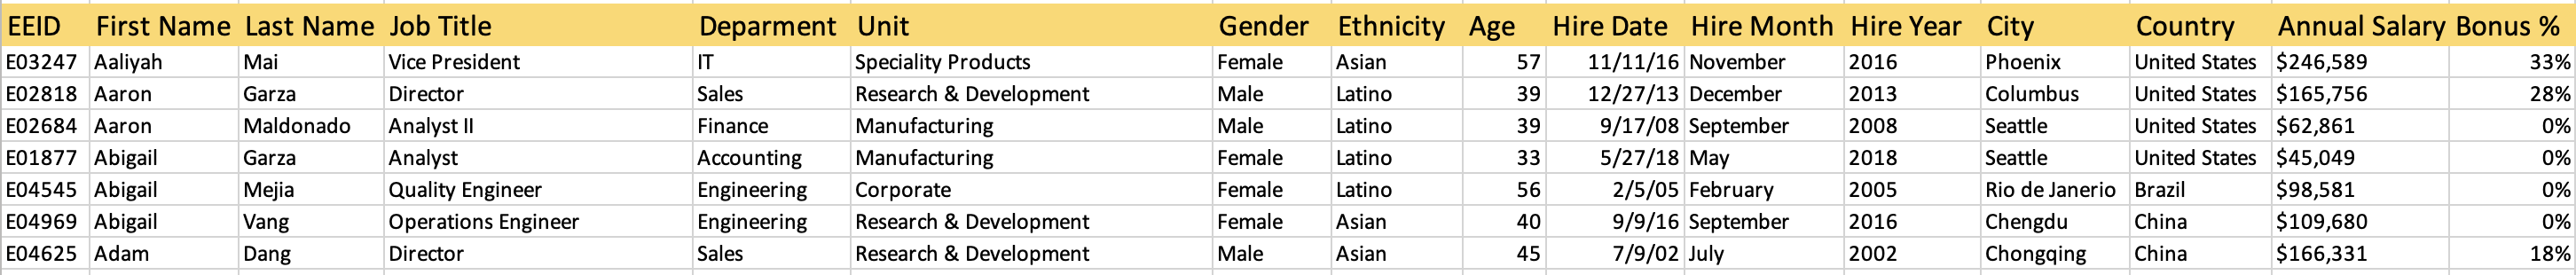 EEID First Name Last Name Job Title Deparment Unit Gender Ethnicity Age Hire Date Hire Month Hire Year City Country Annual Salary Bonus %
E03247 Aaliyah Mai Vice President IT Speciality Products Female Asian 57 11/11/16 November 2016 Phoenix United States $246,589 33%
E02818 Aaron Garza Director Sales Research & Development Male Latino 39 12/27/13 December 2013 Columbus United States $165,756 28%
E02684 Aaron Maldonado Analyst II Finance Manufacturing Male Latino 39 9/17/08 September 2008 Seattle United States $62,861 0%
E01877 Abigail Garza Analyst Accounting Manufacturing Female Latino 33 5/27/18 May 2018 Seattle United States $45,049 0%
E04545 Abigail Mejia Quality Engineer Engineering Corporate Female Latino 56 2/5/05 February 2005 Rio de Janerio Brazil $98,581 0%
E04969 Abigail Vang Operations Engineer Engineering Research & Development Female Asian 40 9/9/16 September 2016 Chengdu China $109,680 0%
E04625 Adam Dang Director Sales Research & Development Male Asian 45 7/9/02 July 2002 Chongqing China $166,331 18%